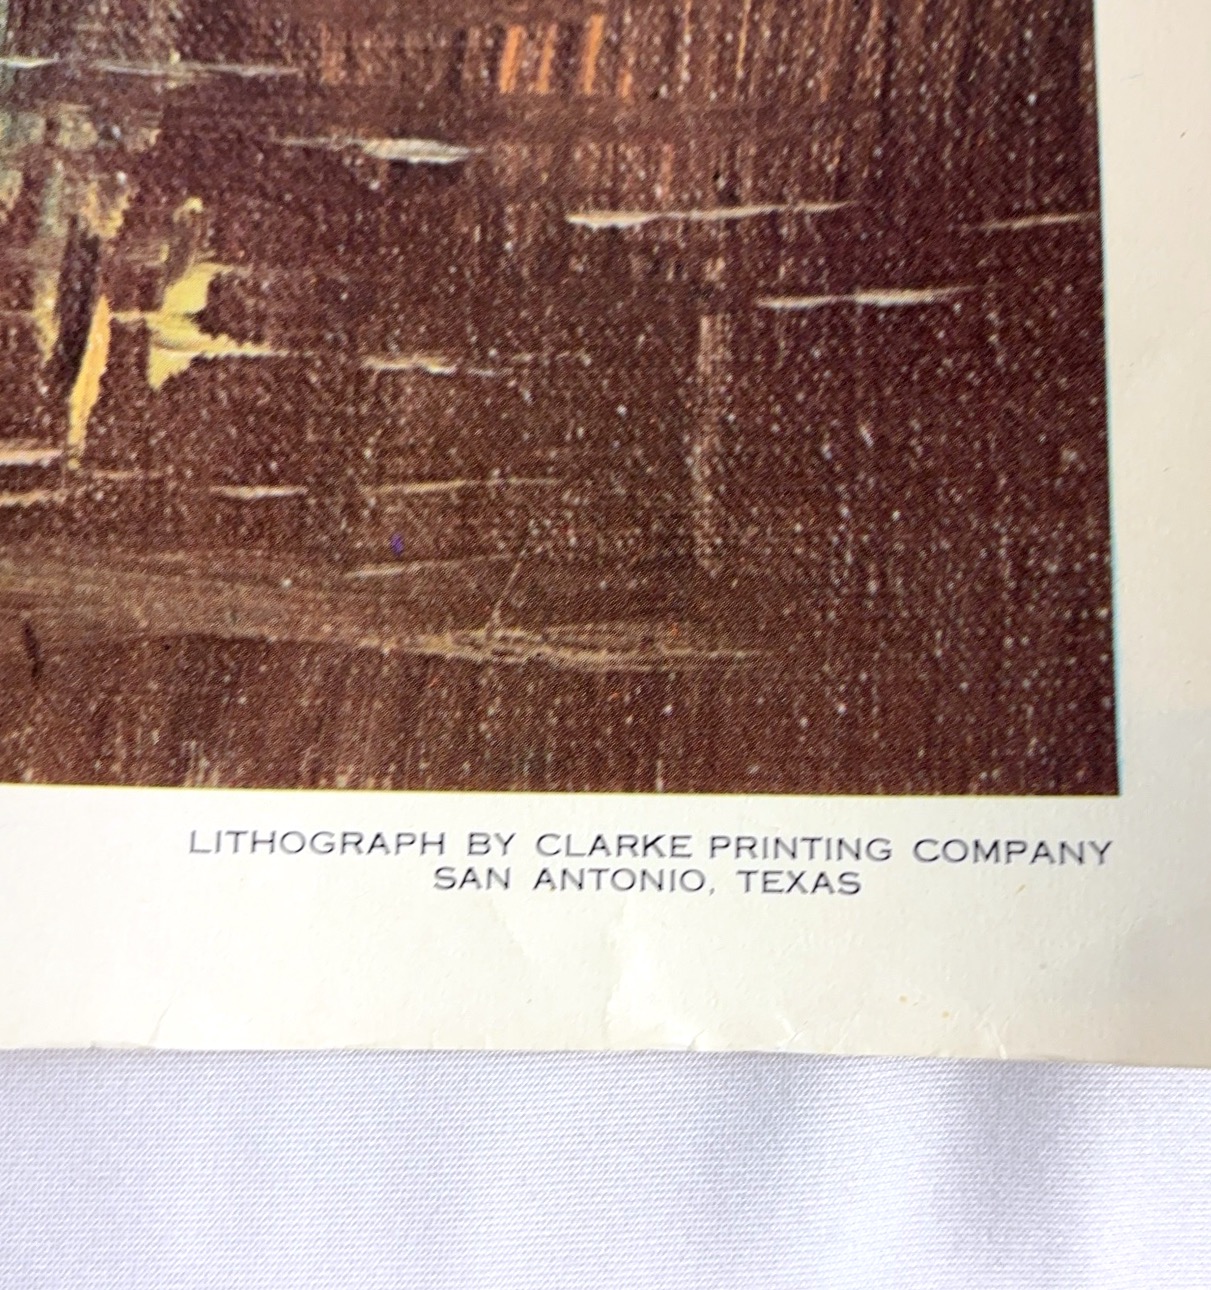 LITHOGRAPH BY CLARKE PRINTING COMPANY
SAN ANTONIO, TEXAS